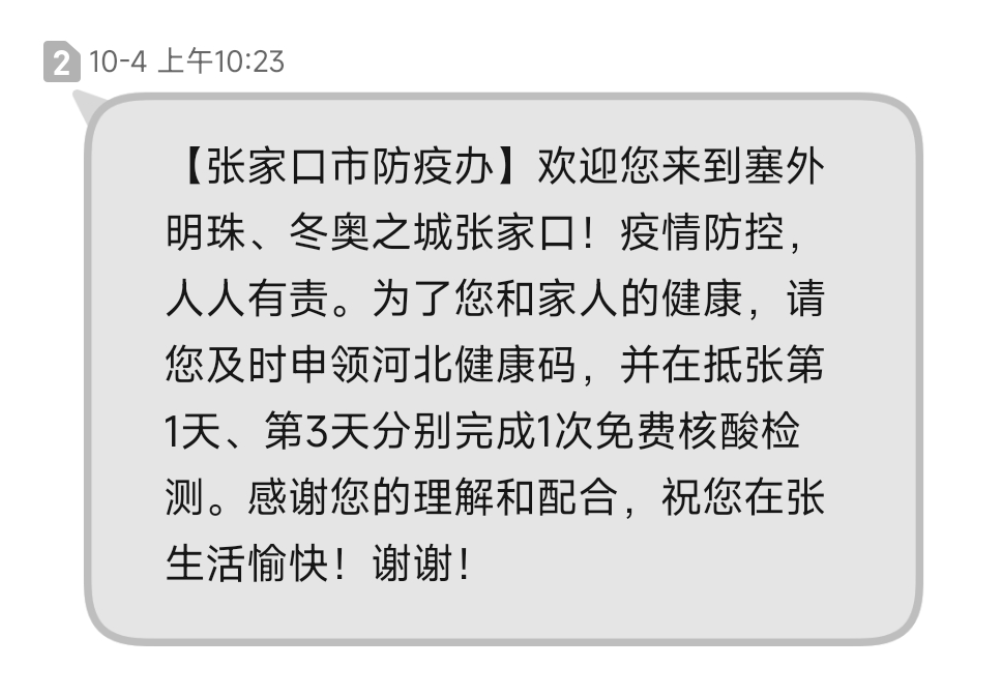 2 10-4 上午10:23
【张家口市防疫办】欢迎您来到塞外
明珠、冬奥之城张家口！疫情防控，
人人有责。为了您和家人的健康，请
您及时申领河北健康码，并在抵张第
1天、第3天分别完成1次免费核酸检
测。感谢您的理解和配合，祝您在张
生活愉快！谢谢！